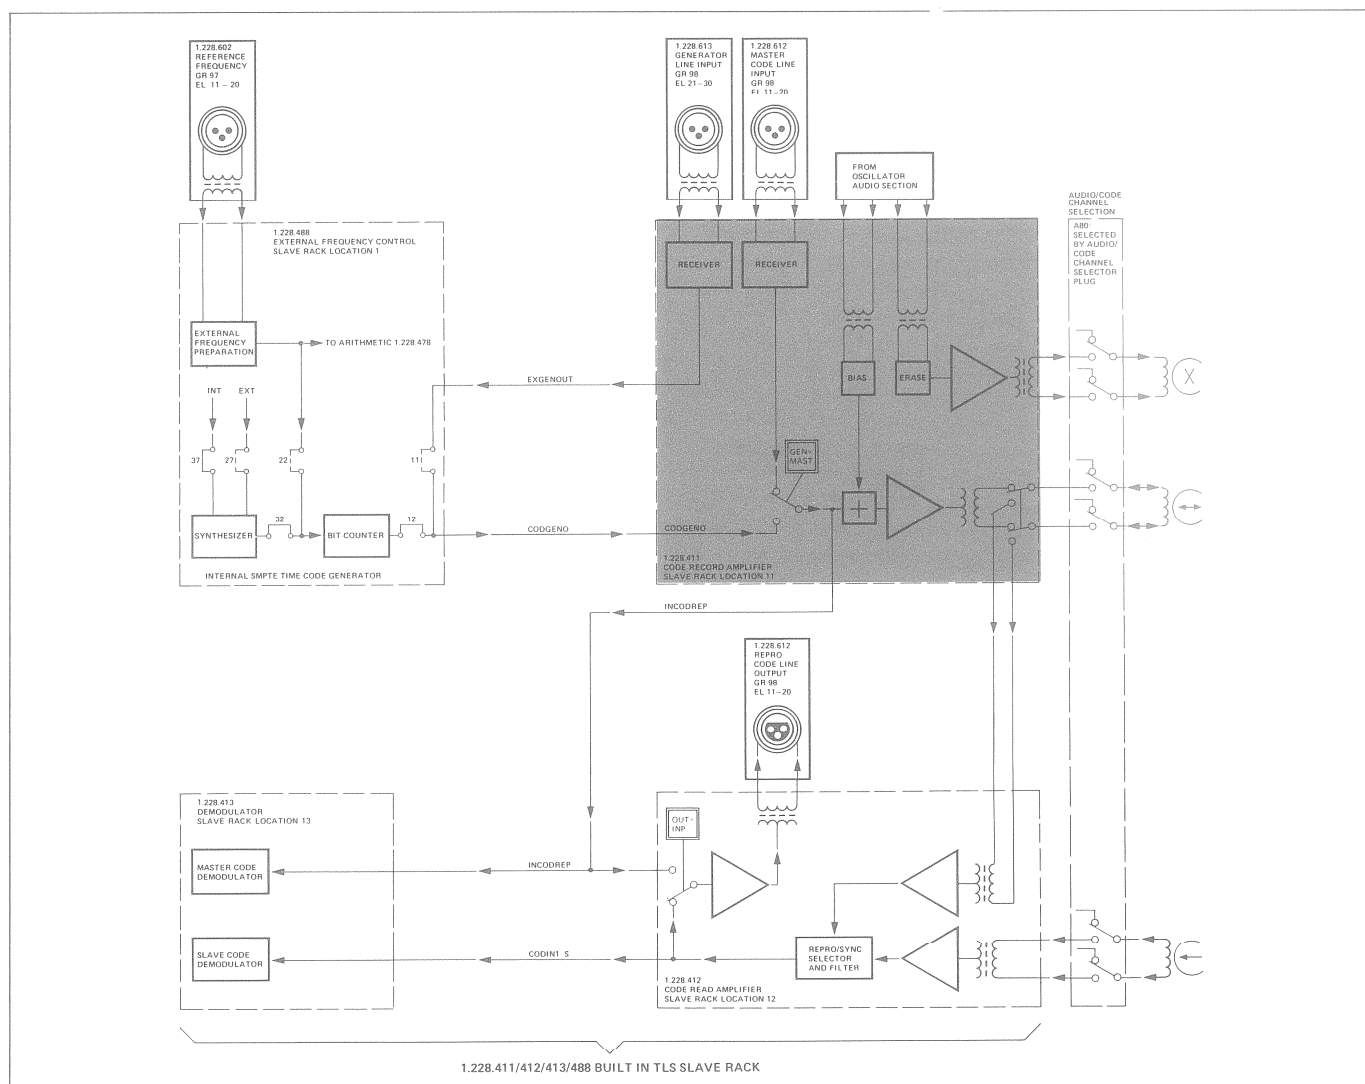 1.228.602
REFERENCE
FREQUENCY
GR 97
EL 11 – 20
1.228.613
GENERATOR
LINE INPUT
GR 98
EL 21-30
1.228.612
MASTER
CODE LINE
INPUT
GR 98
EL 11-20
FROM
OSCILLATOR
AUDIO SECTION
AUDIO/CODE
CHANNEL
SELECTION
A80
SELECTED
BY AUDIO/
CODE
CHANNEL
SELECTOR
PLUG
1.228.488
EXTERNAL FREQUENCY CONTROL
SLAVE RACK LOCATION 1
RECEIVER
RECEIVER
EXTERNAL
FREQUENCY
PREPARATION
TO ARITHMETIC 1.228.478
INT
EXT
EXGENOUT
BIAS
ERASE
X
37
27
22
11
GEN-
MAST
SYNTHESIZER
32
BIT COUNTER
12
CODGENO
CODGENO
+
INTERNAL SMPTE TIME CODE GENERATOR
1.228.411
CODE RECORD AMPLIFIER
SLAVE RACK LOCATION 11
INCODREP
1.228.612
REPRO
CODE LINE
OUTPUT
GR 98
EL 11-20
1.228.413
DEMODULATOR
SLAVE RACK LOCATION 13
OUT-
INP
MASTER CODE
DEMODULATOR
INCODREP
SLAVE CODE
DEMODULATOR
CODIN1 S
REPRO/SYNC
SELECTOR
AND FILTER
1.228.412
CODE READ AMPLIFIER
SLAVE RACK LOCATION 12
1.228.411/412/413/488 BUILT IN TLS SLAVE RACK